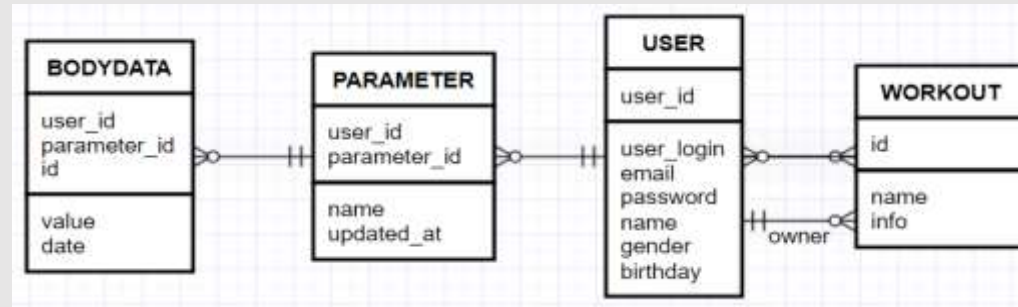 BODYDATA
user_id
parameter_id
id
value
date
PARAMETER
user_id
parameter_id
name
updated_at
USER
user_id
user_login
email
password
name
gender
birthday
owner
WORKOUT
id
name
info